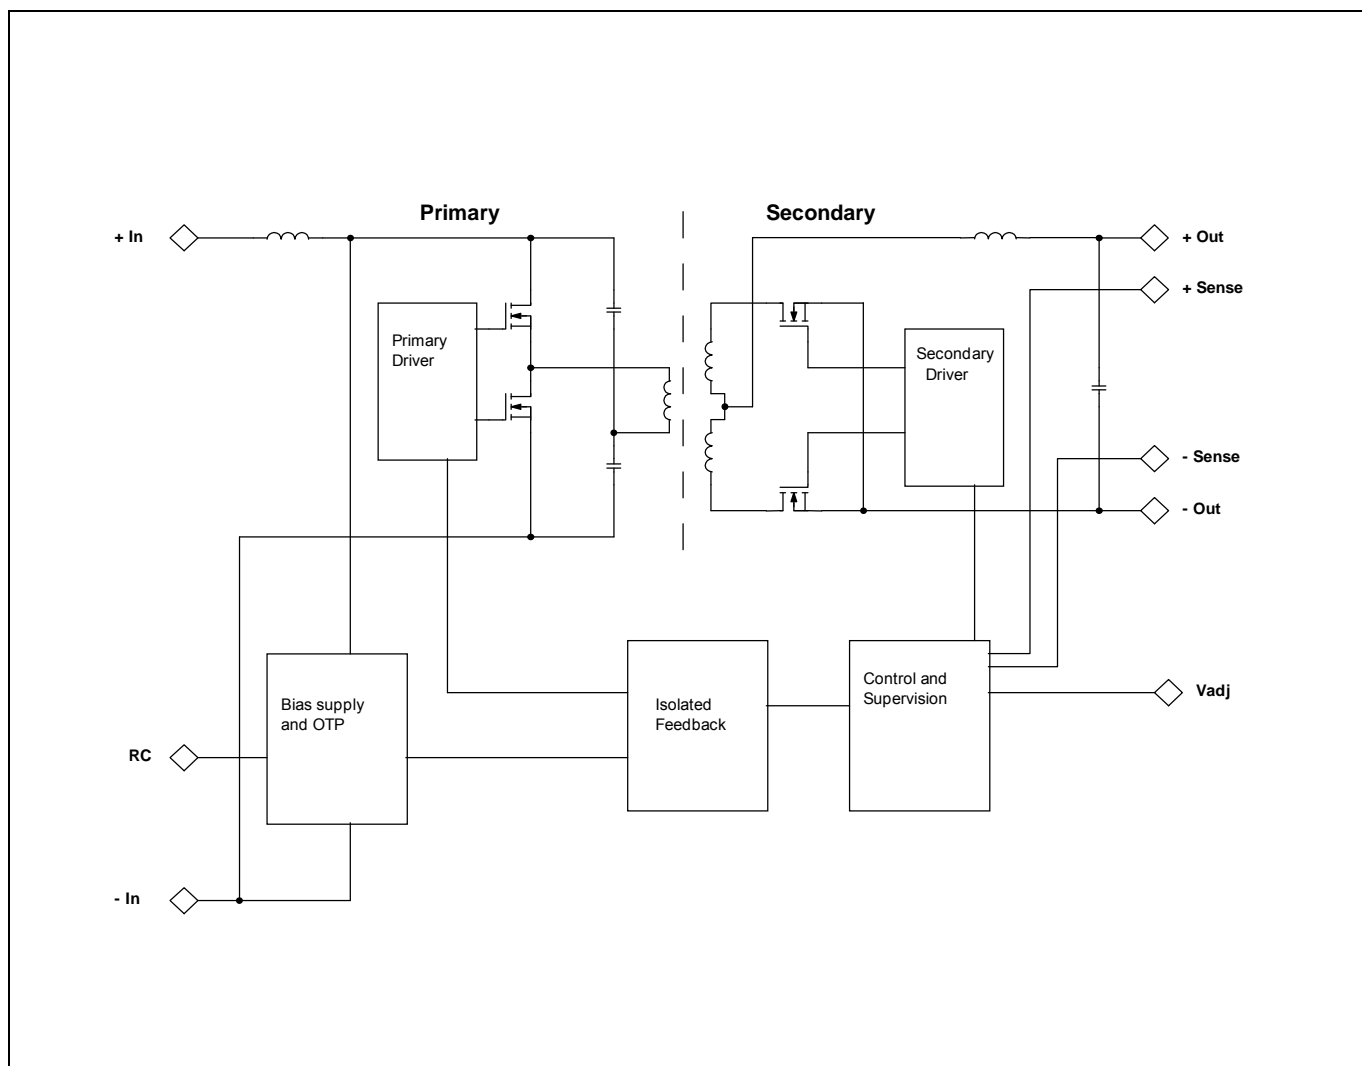 Primary
Secondary
+ In
+ Out
+ Sense
Primary
Driver
Secondary
Driver
- Sense
- Out
Bias supply
and OTP
Isolated
Feedback
Control and
Supervision
Vadj
RC
- In